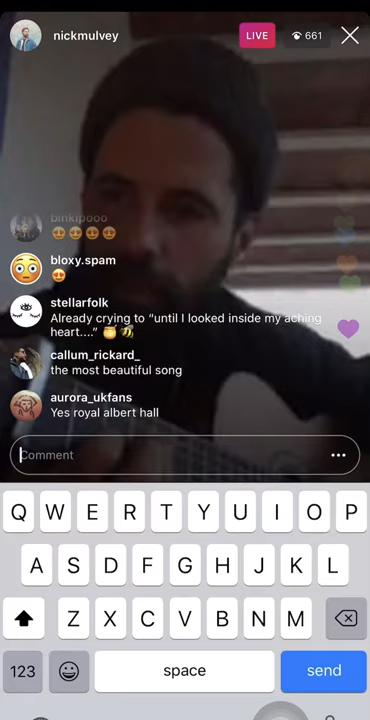 nickmulvey
LIVE
661
binkipooo
😍 😍 😍 😍
bloxy.spam
😍
stellarfolk
Already crying to “until I looked inside my aching
heart....” 🍯 🐝
callum_rickard_
the most beautiful song
aurora_ukfans
Yes royal albert hall
Comment
Q W E R T Y U I O P
A S D F G H J K L
Z X C V B N M
123 space send